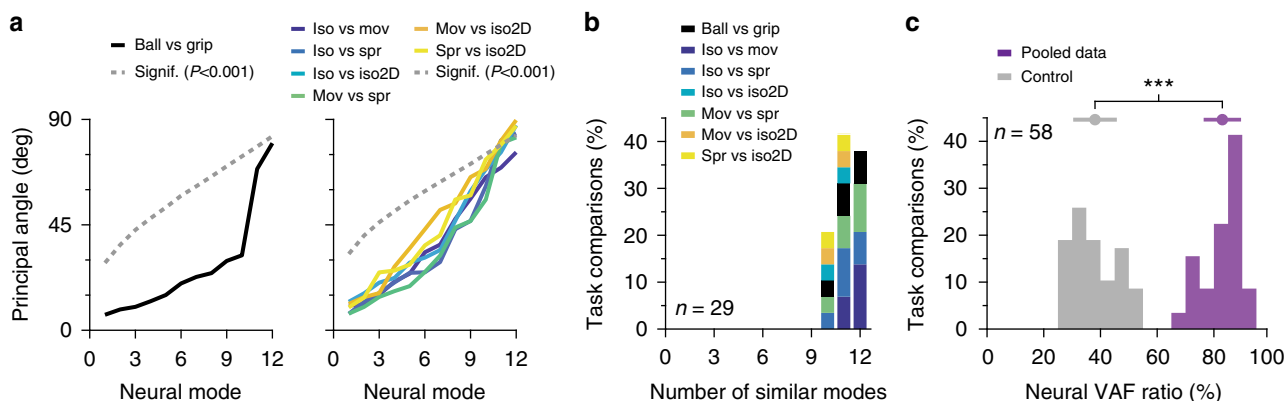 a
Ball vs grip
Signif. (P<0.001)
Iso vs mov
Iso vs spr
Iso vs iso2D
Mov vs spr
Mov vs iso2D
Spr vs iso2D
Signif. (P<0.001)
Principal angle (deg)
90
45
0
0 3 6 9 12
Neural mode
0 3 6 9 12
Neural mode
b
Ball vs grip
Iso vs mov
Iso vs spr
Iso vs iso2D
Mov vs spr
Mov vs iso2D
Spr vs iso2D
Task comparisons (%)
40
30
20
10
0
n = 29
0 3 6 9 12
Number of similar modes
c
Pooled data
Control
***
n = 58
Task comparisons (%)
40
30
20
10
0
0 20 40 60 80 100
Neural VAF ratio (%)